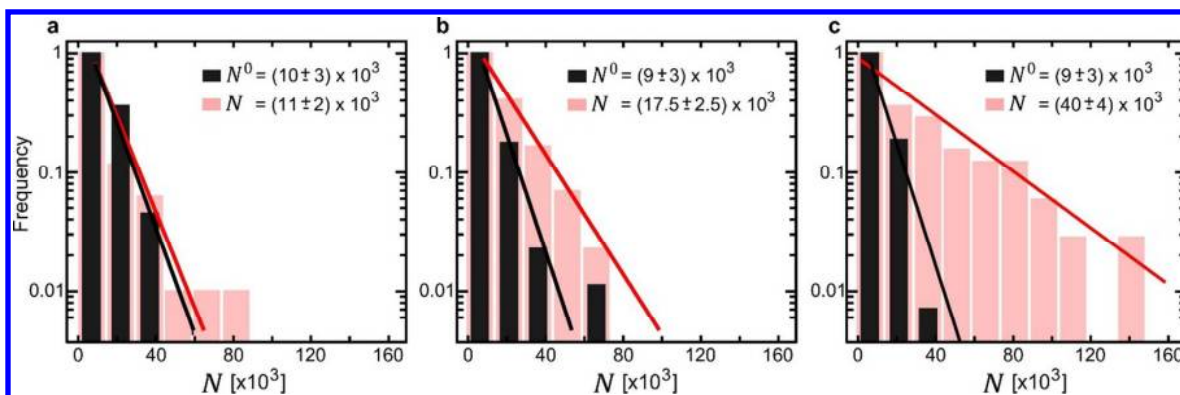 a
1
0.1
0.01
Frequency
N⁰ = (10±3) x 10³
N = (11±2) x 10³
0 40 80 120 160
N [x10³]
b
1
0.1
0.01
N⁰ = (9±3) x 10³
N = (17.5±2.5) x 10³
0 40 80 120 160
N [x10³]
c
1
0.1
0.01
N⁰ = (9±3) x 10³
N = (40±4) x 10³
0 40 80 120 160
N [x10³]